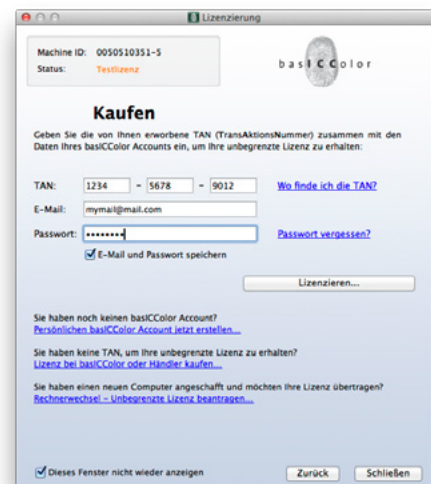 Lizenzierung
Machine ID: 0050510351-5
Status: Testlizenz
basICColor
Kaufen
Geben Sie die von Ihnen erworbene TAN (TransAktionsNummer) zusammen mit den
Daten Ihres basICColor Accounts ein, um Ihre unbegrenzte Lizenz zu erhalten:
TAN: 1234 - 5678 - 9012 Wo finde ich die TAN?
E-Mail: mymail@mail.com
Passwort: •••••••• Passwort vergessen?
E-Mail und Passwort speichern
Lizenzieren...
Sie haben noch keinen basICColor Account?
Persönlichen basICColor Account jetzt erstellen...
Sie haben keine TAN, um Ihre unbegrenzte Lizenz zu erhalten?
Lizenz bei basICColor oder Händler kaufen...
Sie haben einen neuen Computer angeschafft und möchten Ihre Lizenz übertragen?
Rechnerwechsel - Unbegrenzte Lizenz beantragen...
Dieses Fenster nicht wieder anzeigen
Zurück
Schließen